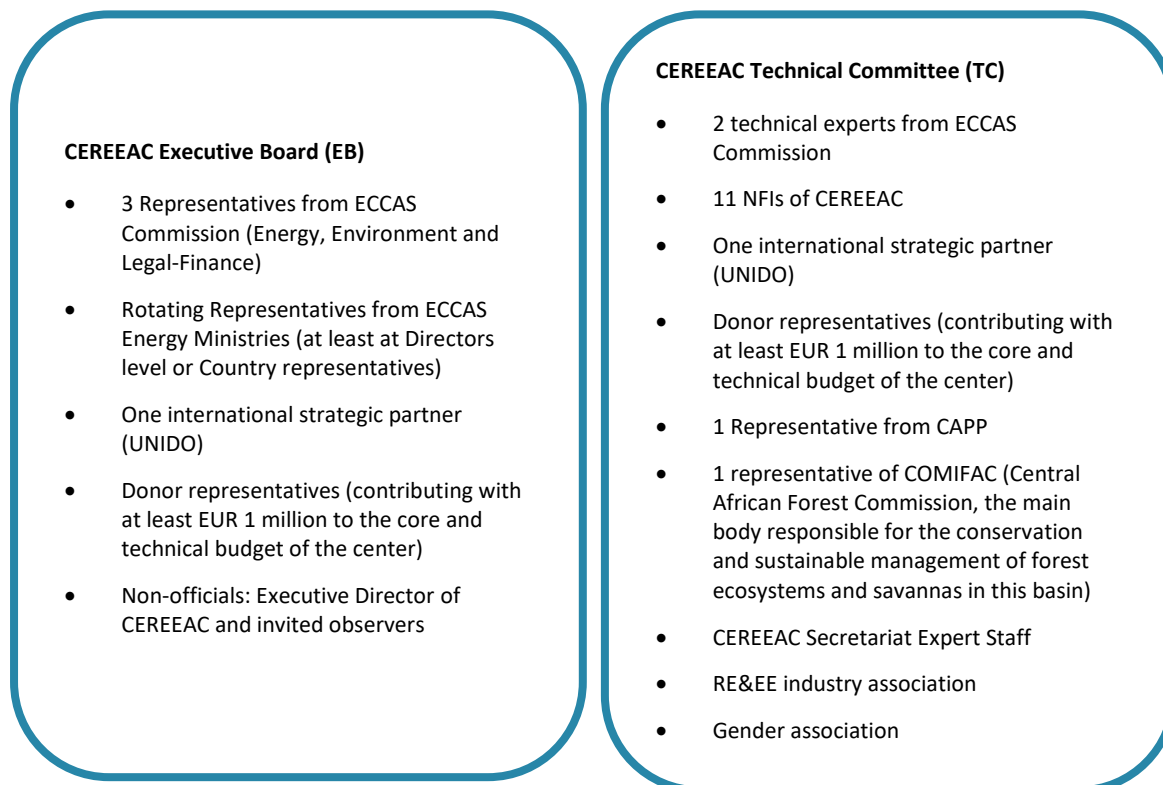 CEREEAC Executive Board (EB)
• 3 Representatives from ECCAS
Commission (Energy, Environment and
Legal-Finance)
• Rotating Representatives from ECCAS
Energy Ministries (at least at Directors
level or Country representatives)
• One international strategic partner
(UNIDO)
• Donor representatives (contributing with
at least EUR 1 million to the core and
technical budget of the center)
• Non-officials: Executive Director of
CEREEAC and invited observers
CEREEAC Technical Committee (TC)
• 2 technical experts from ECCAS
Commission
• 11 NFIs of CEREEAC
• One international strategic partner
(UNIDO)
• Donor representatives (contributing with
at least EUR 1 million to the core and
technical budget of the center)
• 1 Representative from CAPP
• 1 representative of COMIFAC (Central
African Forest Commission, the main
body responsible for the conservation
and sustainable management of forest
ecosystems and savannas in this basin)
• CEREEAC Secretariat Expert Staff
• RE&EE industry association
• Gender association